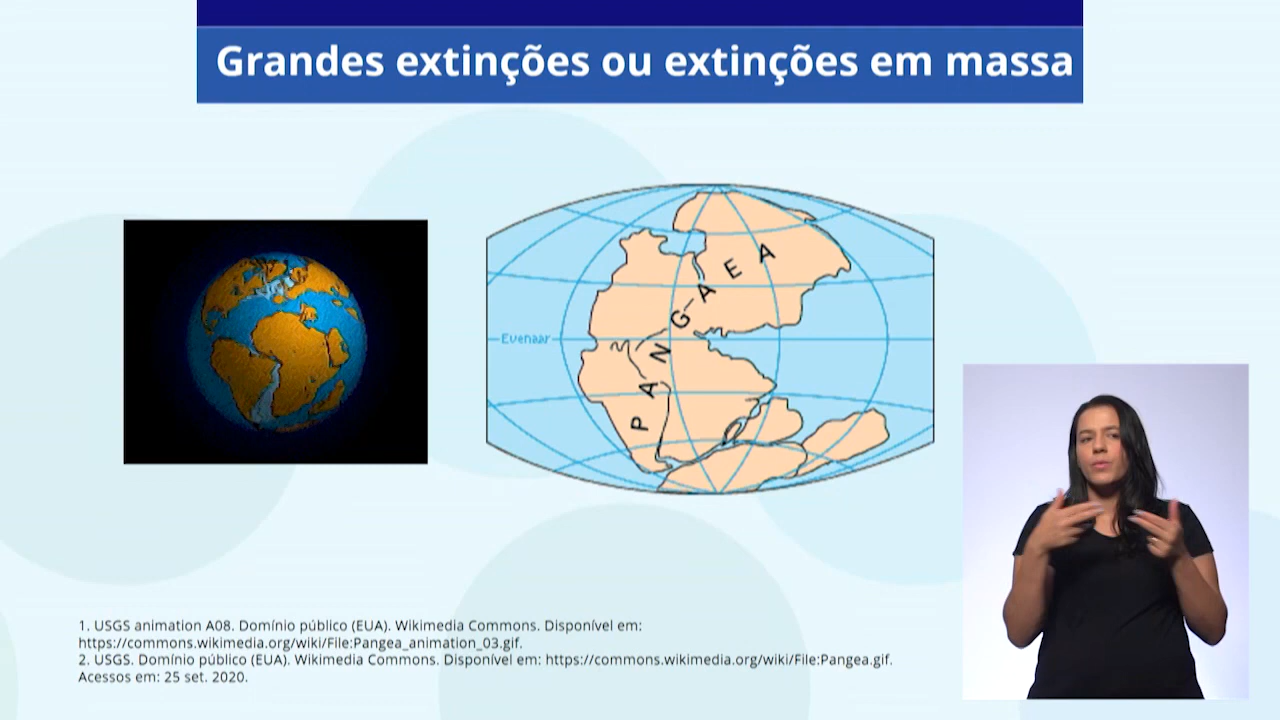 Grandes extinções ou extinções em massa
PANGAEA
Evenaar
1. USGS animation A08. Domínio público (EUA). Wikimedia Commons. Disponível em:
https://commons.wikimedia.org/wiki/File:Pangea_animation_03.gif.
2. USGS. Domínio público (EUA). Wikimedia Commons. Disponível em: https://commons.wikimedia.org/wiki/File:Pangea.gif.
Acessos em: 25 set. 2020.